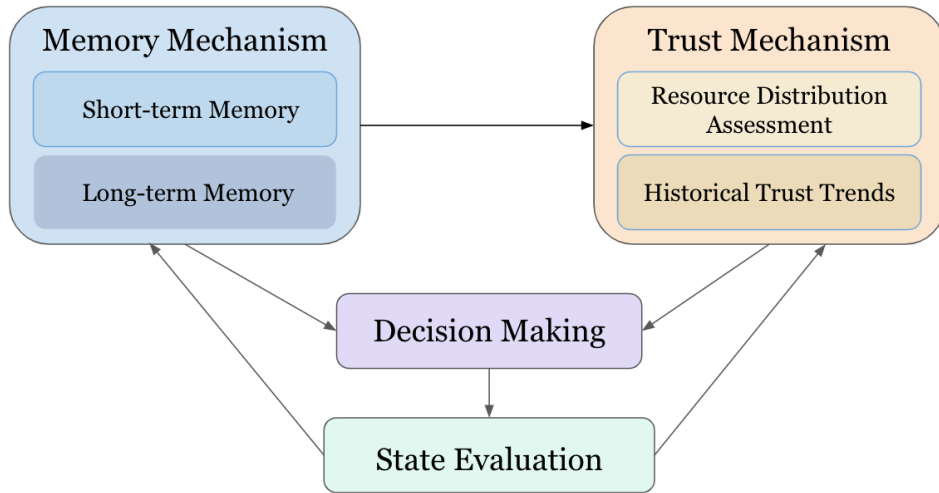 Memory Mechanism
Short-term Memory
Long-term Memory
Trust Mechanism
Resource Distribution
Assessment
Historical Trust Trends
Decision Making
State Evaluation